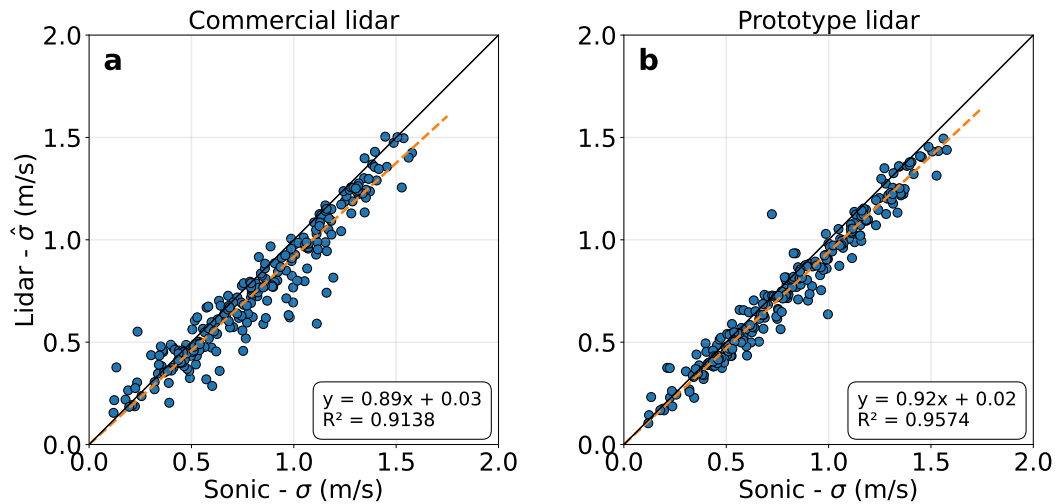 Commercial lidar
Prototype lidar
a
b
2.0
1.5
1.0
0.5
0.0
Lidar - σ̂ (m/s)
y = 0.89x + 0.03
R² = 0.9138
0.0 0.5 1.0 1.5 2.0
Sonic - σ (m/s)
2.0
1.5
1.0
0.5
0.0
y = 0.92x + 0.02
R² = 0.9574
0.0 0.5 1.0 1.5 2.0
Sonic - σ (m/s)